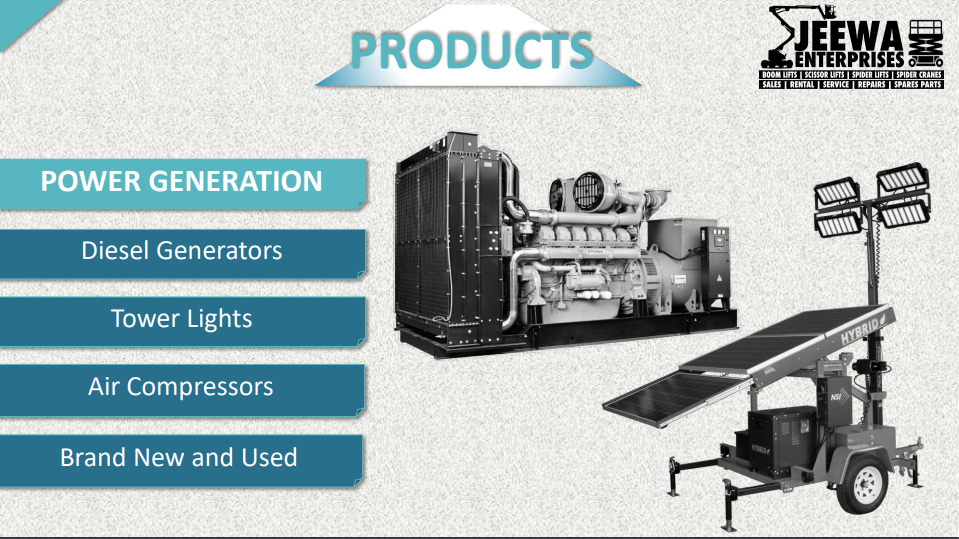 PRODUCTS
JEEWA
ENTERPRISES
BOOM LIFTS | SCISSOR LIFTS | SPIDER LIFTS | SPIDER CRANES
SALES | RENTAL | SERVICE | REPAIRS | SPARES PARTS
POWER GENERATION
Diesel Generators
Tower Lights
Air Compressors
Brand New and Used
HYBRID
NSI
HYBRID